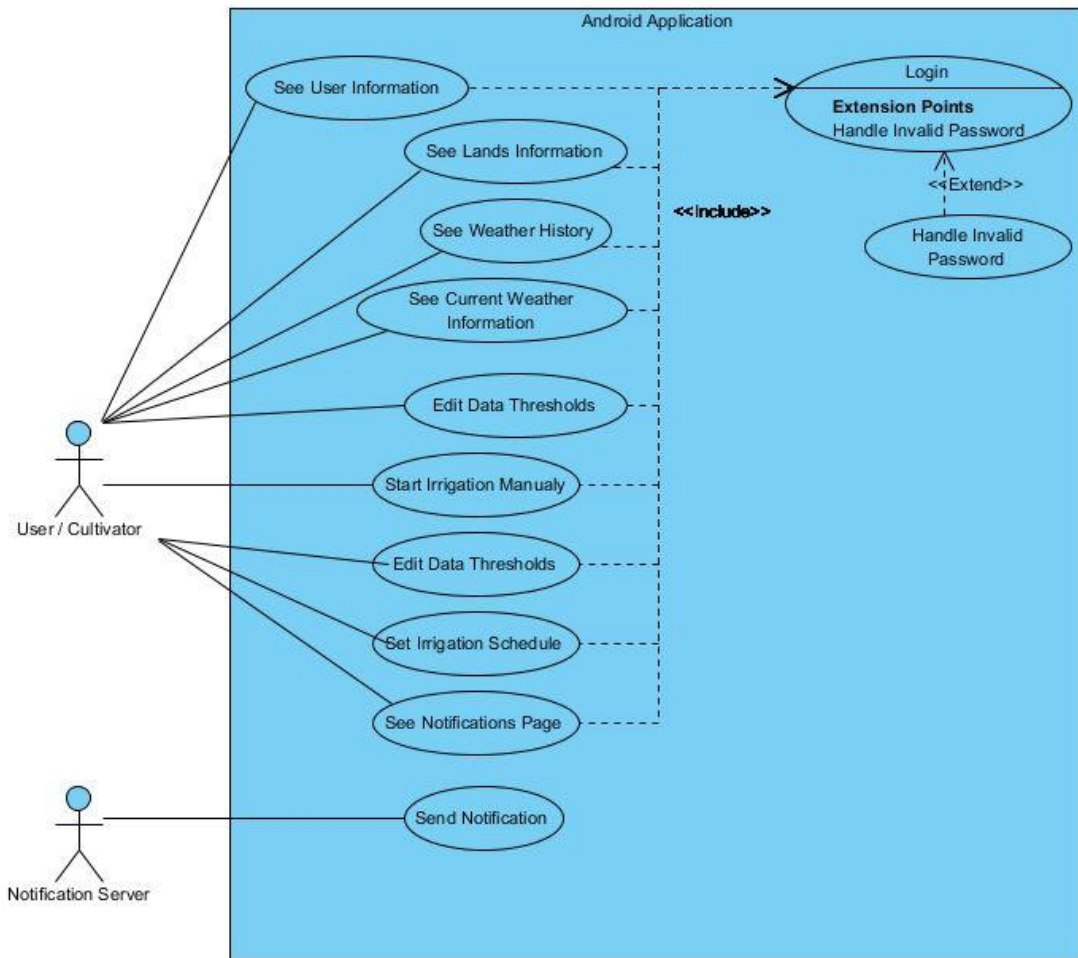 Android Application
See User Information
Login
Extension Points
Handle Invalid Password
See Lands Information
<<Extend>>
<<Include>>
See Weather History
Handle Invalid
Password
See Current Weather
Information
Edit Data Thresholds
Start Irrigation Manualy
User / Cultivator
Edit Data Thresholds
Set Irrigation Schedule
See Notifications Page
Send Notification
Notification Server